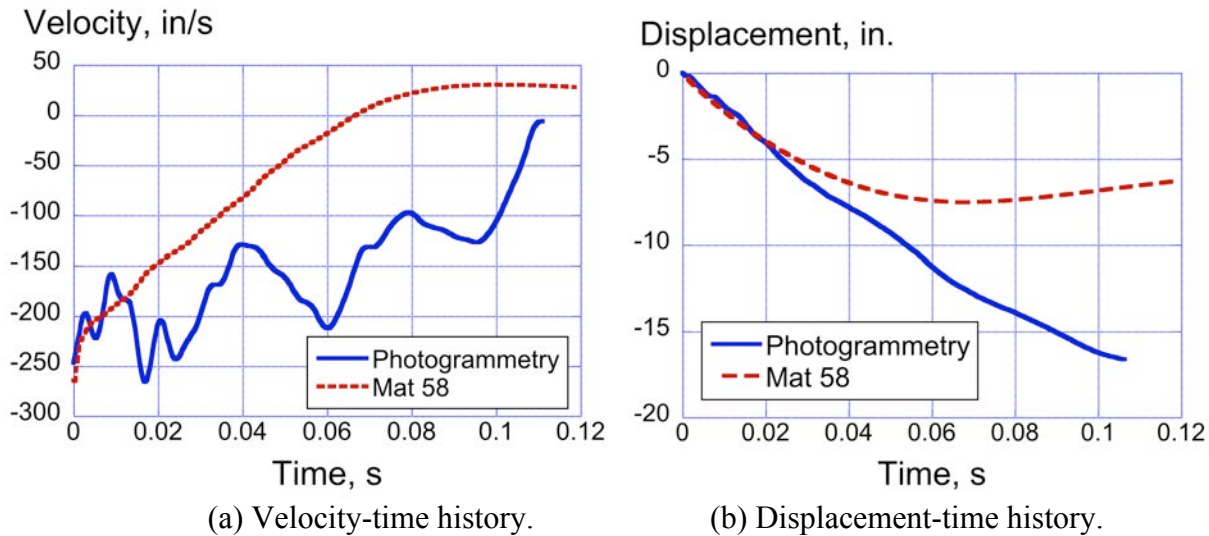 Velocity, in/s
50
0
-50
-100
-150
-200
-250
-300
0 0.02 0.04 0.06 0.08 0.1 0.12
Time, s
Photogrammetry
Mat 58
(a) Velocity-time history.
Displacement, in.
0
-5
-10
-15
-20
0 0.02 0.04 0.06 0.08 0.1 0.12
Time, s
Photogrammetry
Mat 58
(b) Displacement-time history.